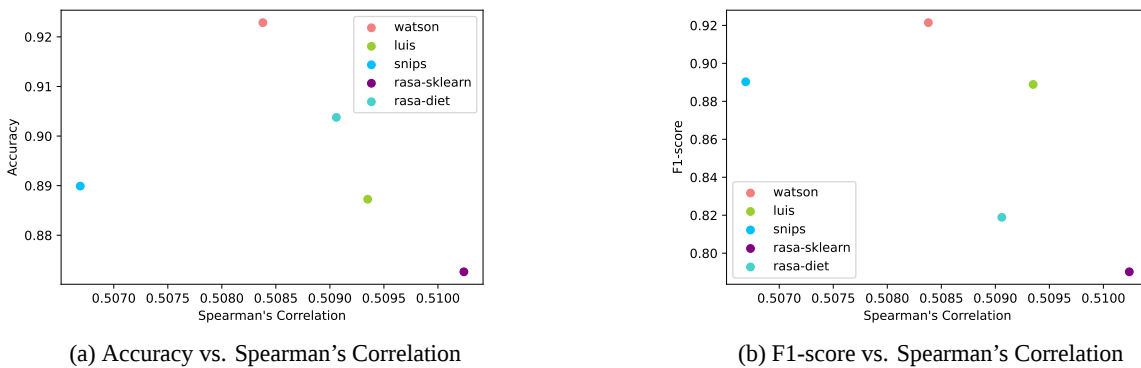 0.92
0.91
0.90
0.89
0.88
Accuracy
watson
luis
snips
rasa-sklearn
rasa-diet
0.5070 0.5075 0.5080 0.5085 0.5090 0.5095 0.5100
Spearman's Correlation
(a) Accuracy vs. Spearman’s Correlation
0.92
0.90
0.88
0.86
0.84
0.82
0.80
F1-score
watson
luis
snips
rasa-sklearn
rasa-diet
0.5070 0.5075 0.5080 0.5085 0.5090 0.5095 0.5100
Spearman's Correlation
(b) F1-score vs. Spearman’s Correlation